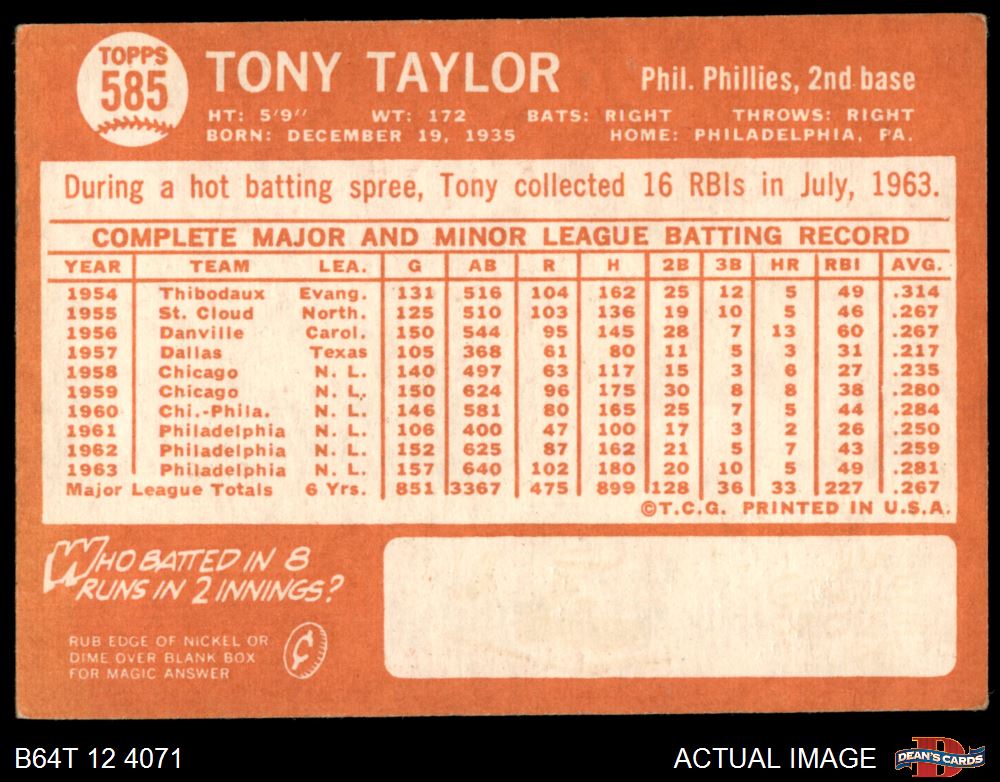 TOPPS
585
TONY TAYLOR
Phil. Phillies, 2nd base
HT: 5'9" WT: 172 BATS: RIGHT THROWS: RIGHT
BORN: DECEMBER 19, 1935 HOME: PHILADELPHIA, PA.
During a hot batting spree, Tony collected 16 RBIs in July, 1963.
COMPLETE MAJOR AND MINOR LEAGUE BATTING RECORD
YEAR TEAM LEA. G AB R H 2B 3B HR RBI AVG.
1954 Thibodaux Evang. 131 516 104 162 25 12 5 49 .314
1955 St. Cloud North. 125 510 103 136 19 10 5 46 .267
1956 Danville Carol. 150 544 95 145 28 7 13 60 .267
1957 Dallas Texas 105 368 61 80 11 5 3 31 .217
1958 Chicago N. L. 140 497 63 117 15 3 6 27 .235
1959 Chicago N. L. 150 624 96 175 30 8 8 38 .280
1960 Chi.-Phila. N. L. 146 581 80 165 25 7 5 44 .284
1961 Philadelphia N. L. 106 400 47 100 17 3 2 26 .250
1962 Philadelphia N. L. 152 625 87 162 21 5 7 43 .259
1963 Philadelphia N. L. 157 640 102 180 20 10 5 49 .281
Major League Totals 6 Yrs. 851 3367 475 899 128 36 33 227 .267
©T.C.G. PRINTED IN U.S.A.
WHO BATTED IN 8
RUNS IN 2 INNINGS?
RUB EDGE OF NICKEL OR
DIME OVER BLANK BOX
FOR MAGIC ANSWER
¢
B64T 12 4071
ACTUAL IMAGE
D
DEAN'S CARDS